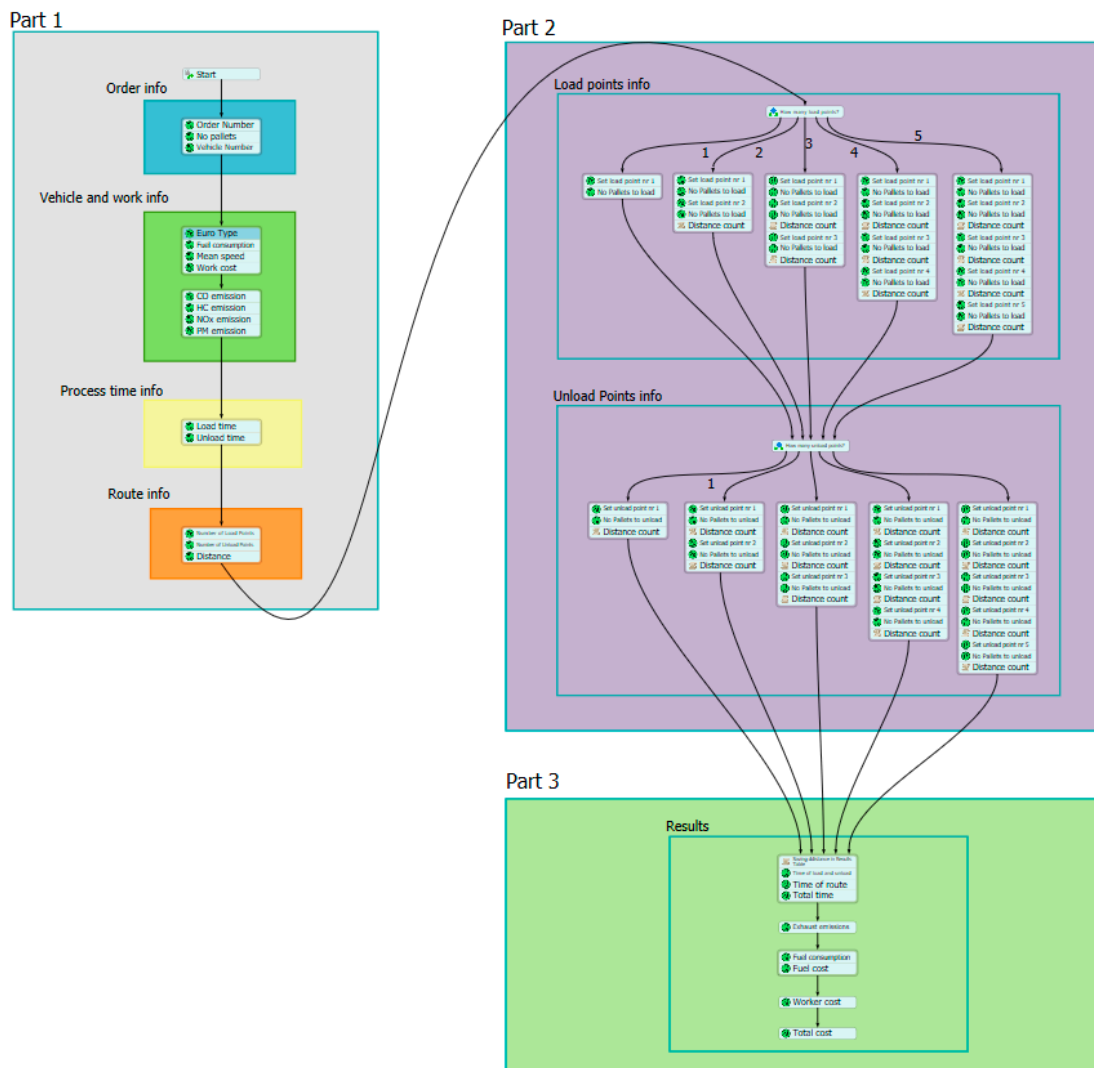 Part 1
Start
Order info
Order Number
No pallets
Vehicle Number
Vehicle and work info
Euro Type
Fuel consumption
Mean speed
Work cost
CO emission
HC emission
NOx emission
PM emission
Process time info
Load time
Unload time
Route info
Number of Load Points
Number of Unload Points
Distance
Part 2
Load points info
How many load points?
1
2
3
4
5
Set load point nr 1
No Pallets to load
Set load point nr 1
No Pallets to load
Set load point nr 2
No Pallets to load
Distance count
Set load point nr 1
No Pallets to load
Set load point nr 2
No Pallets to load
Distance count
Set load point nr 3
No Pallets to load
Distance count
Set load point nr 1
No Pallets to load
Set load point nr 2
No Pallets to load
Distance count
Set load point nr 3
No Pallets to load
Distance count
Set load point nr 4
No Pallets to load
Distance count
Set load point nr 1
No Pallets to load
Set load point nr 2
No Pallets to load
Distance count
Set load point nr 3
No Pallets to load
Distance count
Set load point nr 4
No Pallets to load
Distance count
Set load point nr 5
No Pallets to load
Distance count
Unload Points info
How many unload points?
1
Set unload point nr 1
No Pallets to unload
Distance count
Set unload point nr 1
No Pallets to unload
Distance count
Set unload point nr 2
No Pallets to unload
Distance count
Set unload point nr 1
No Pallets to unload
Distance count
Set unload point nr 2
No Pallets to unload
Distance count
Set unload point nr 3
No Pallets to unload
Distance count
Set unload point nr 1
No Pallets to unload
Distance count
Set unload point nr 2
No Pallets to unload
Distance count
Set unload point nr 3
No Pallets to unload
Distance count
Set unload point nr 4
No Pallets to unload
Distance count
Set unload point nr 1
No Pallets to unload
Distance count
Set unload point nr 2
No Pallets to unload
Distance count
Set unload point nr 3
No Pallets to unload
Distance count
Set unload point nr 4
No Pallets to unload
Distance count
Set unload point nr 5
No Pallets to unload
Distance count
Part 3
Results
Saving distance in Results
Table
Time of load and unload
Time of route
Total time
Exhaust emissions
Fuel consumption
Fuel cost
Worker cost
Total cost